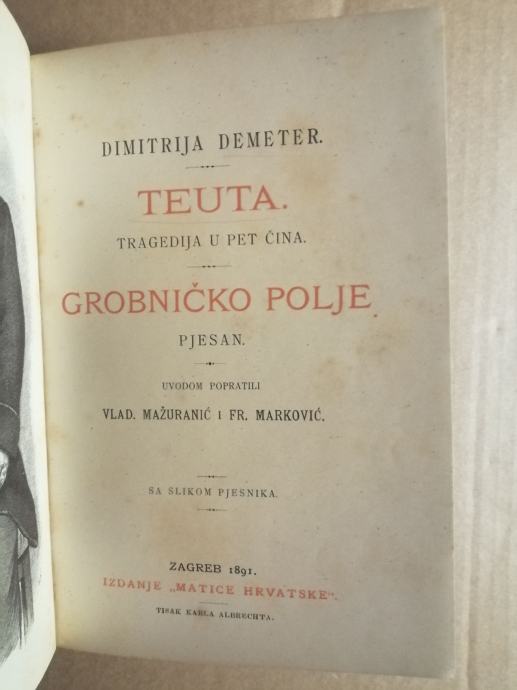 DIMITRIJA DEMETER.
TEUTA.
TRAGEDIJA U PET ČINA.
GROBNIČKO POLJE.
PJESAN.
UVODOM POPRATILI
VLAD. MAŽURANIĆ I FR. MARKOVIĆ.
SA SLIKOM PJESNIKA.
ZAGREB 1891.
IZDANJE „MATICE HRVATSKE“.
TISAK KARLA ALBRECHTA.